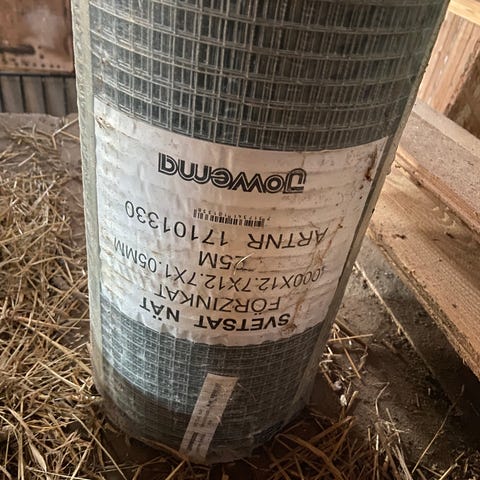 SVETSAT NÄT
FÖRZINKAT
1000X12.7X12.7X1.05MM
25M
ARTNR 17101330
Jowema